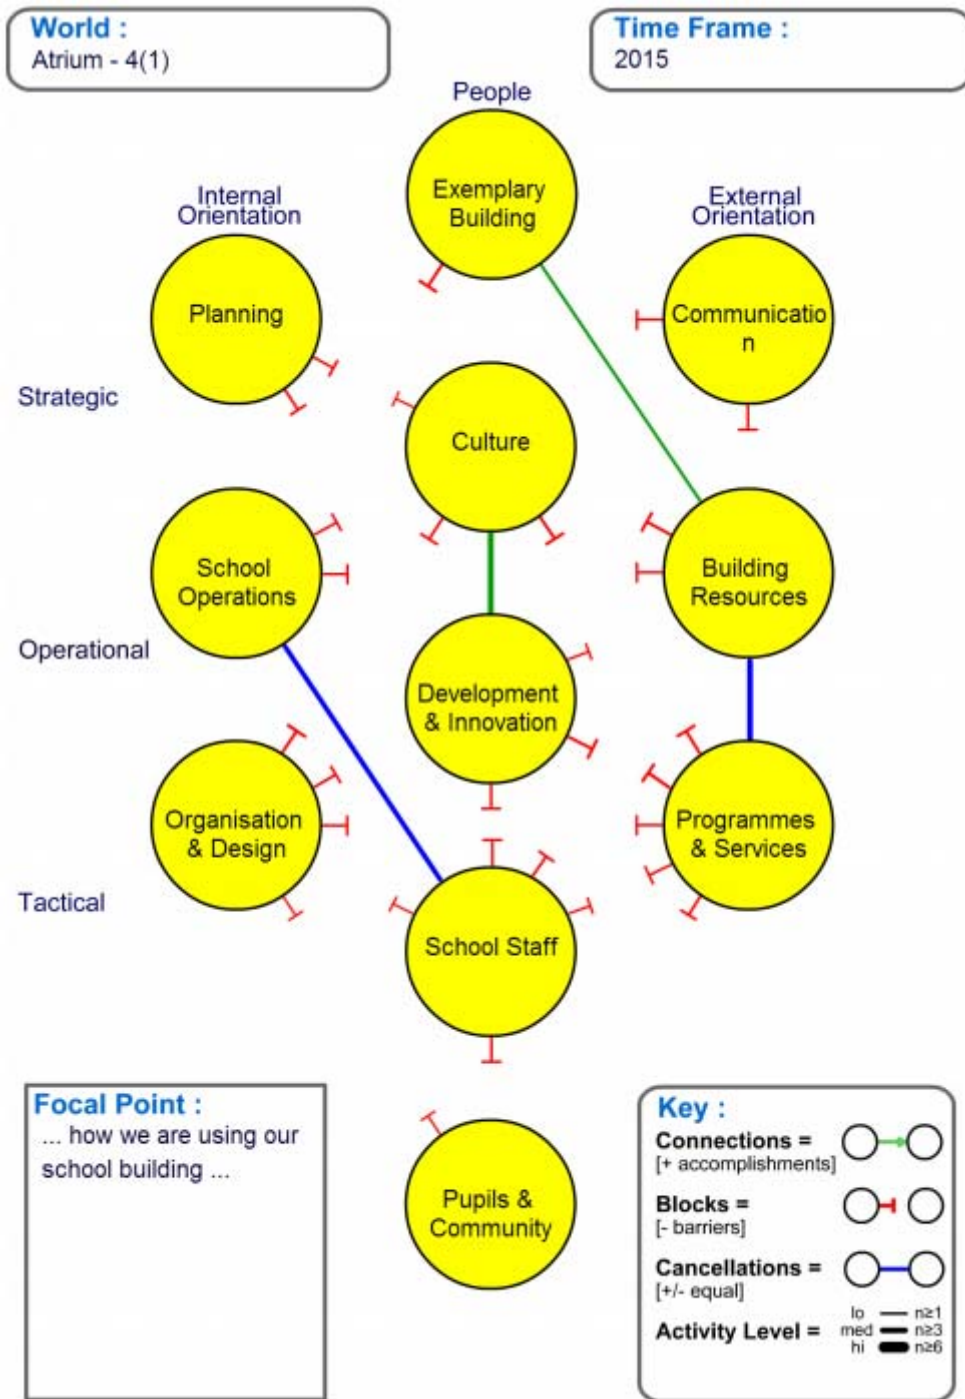 World :
Atrium - 4(1)
Time Frame :
2015
People
Internal
Orientation
External
Orientation
Exemplary
Building
Planning
Communicatio
n
Strategic
Culture
School
Operations
Building
Resources
Operational
Development
& Innovation
Organisation
& Design
Programmes
& Services
Tactical
School Staff
Pupils &
Community
Focal Point :
... how we are using our
school building ...
Key :
Connections =
[+ accomplishments]
Blocks =
[- barriers]
Cancellations =
[+/- equal]
Activity Level =
lo n≥1
med n≥3
hi n≥6